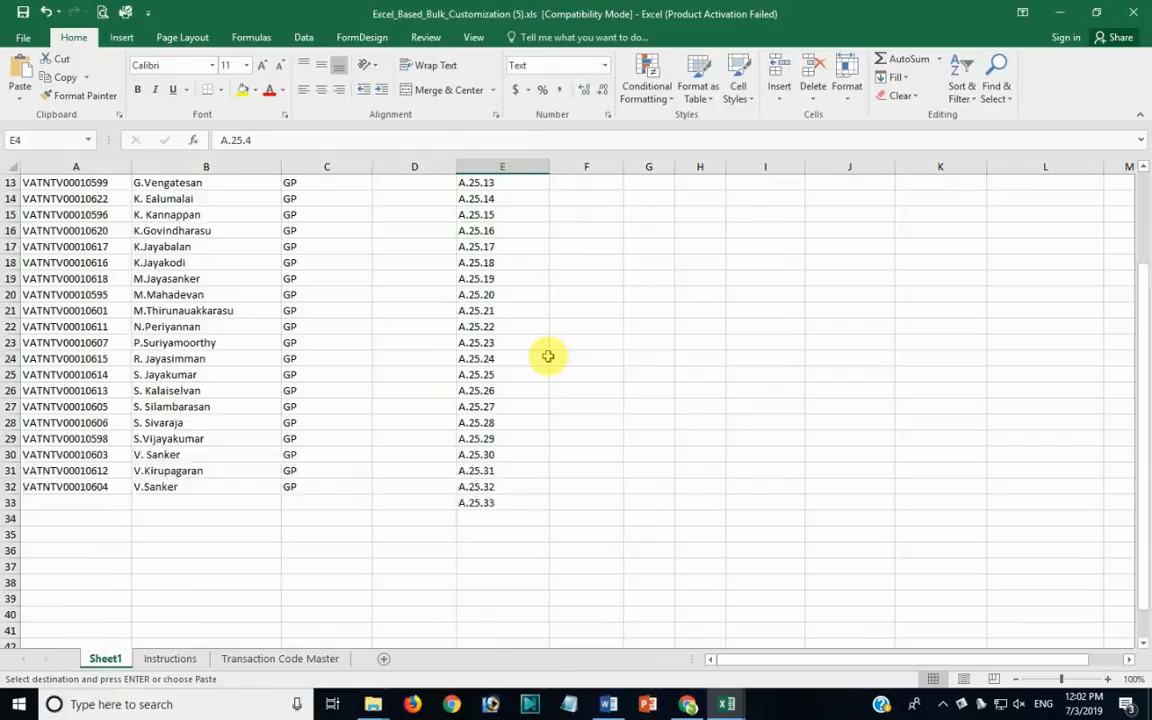 Excel_Based_Bulk_Customization (5).xls [Compatibility Mode] - Excel (Product Activation Failed)
File Home Insert Page Layout Formulas Data FormDesign Review View Tell me what you want to do... Sign in Share
Paste Cut Copy Format Painter Clipboard
Calibri 11 B I U A Font
Wrap Text Merge & Center Alignment
Text $ % , Number
Conditional Formatting Format as Table Cell Styles Styles
Insert Delete Format Cells
AutoSum Fill Clear Sort & Filter Find & Select Editing
E4 fx A.25.4
A B C D E F G H I J K L M
13 VATNTV00010599 G.Vengatesan GP A.25.13
14 VATNTV00010622 K. Ealumalai GP A.25.14
15 VATNTV00010596 K. Kannappan GP A.25.15
16 VATNTV00010620 K.Govindharasu GP A.25.16
17 VATNTV00010617 K.Jayabalan GP A.25.17
18 VATNTV00010616 K.Jayakodi GP A.25.18
19 VATNTV00010618 M.Jayasanker GP A.25.19
20 VATNTV00010595 M.Mahadevan GP A.25.20
21 VATNTV00010601 M.Thirunauakkarasu GP A.25.21
22 VATNTV00010611 N.Periyannan GP A.25.22
23 VATNTV00010607 P.Suriyamoorthy GP A.25.23
24 VATNTV00010615 R. Jayasimman GP A.25.24
25 VATNTV00010614 S. Jayakumar GP A.25.25
26 VATNTV00010613 S. Kalaiselvan GP A.25.26
27 VATNTV00010605 S. Silambarasan GP A.25.27
28 VATNTV00010606 S. Sivaraja GP A.25.28
29 VATNTV00010598 S.Vijayakumar GP A.25.29
30 VATNTV00010603 V. Sanker GP A.25.30
31 VATNTV00010612 V.Kirupagaran GP A.25.31
32 VATNTV00010604 V.Sanker GP A.25.32
33 A.25.33
34
35
36
37
38
39
40
41
42
Sheet1 Instructions Transaction Code Master
Select destination and press ENTER or choose Paste 100%
Type here to search ENG 12:02 PM
7/3/2019 3